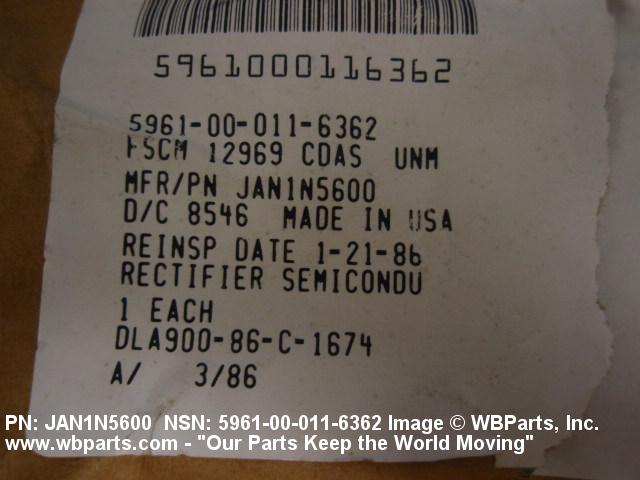 5961000116362
5961-00-011-6362
FSCM 12969 CDAS UNM
MFR/PN JAN1N5600
D/C 8546 MADE IN USA
REINSP DATE 1-21-86
RECTIFIER SEMICONDU
1 EACH
DLA900-86-C-1674
A/ 3/86
PN: JAN1N5600 NSN: 5961-00-011-6362 Image © WBParts, Inc.
www.wbparts.com - "Our Parts Keep the World Moving"